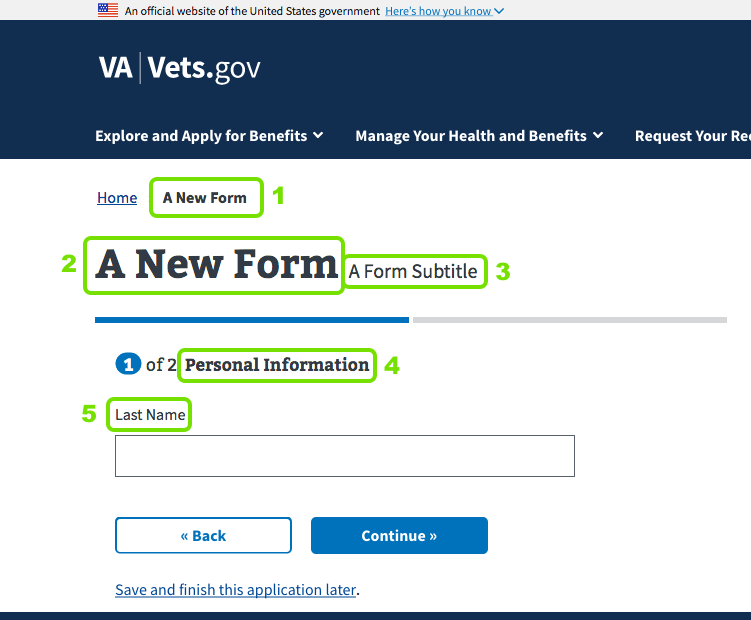 An official website of the United States government Here's how you know
VA | Vets.gov
Explore and Apply for Benefits Manage Your Health and Benefits Request Your
Home A New Form 1
2 A New Form A Form Subtitle 3
1 of 2 Personal Information 4
5 Last Name
« Back Continue »
Save and finish this application later.